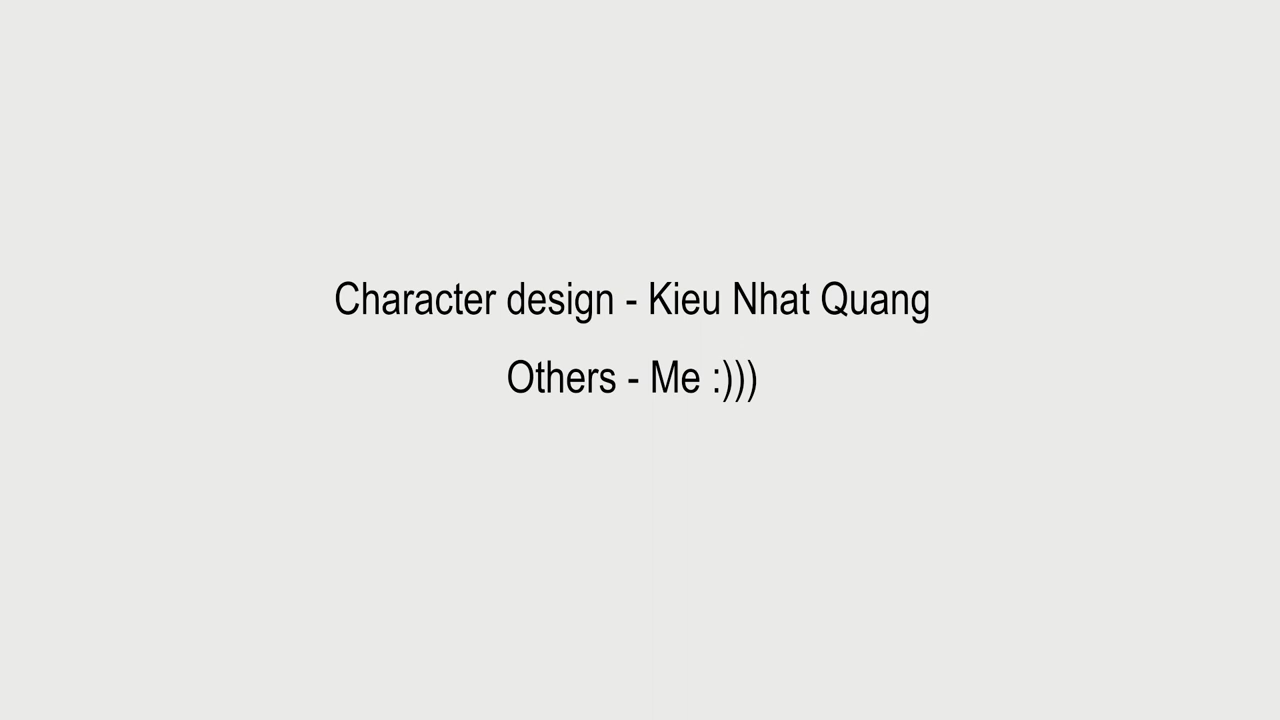 Character design - Kieu Nhat Quang
Others - Me :)))